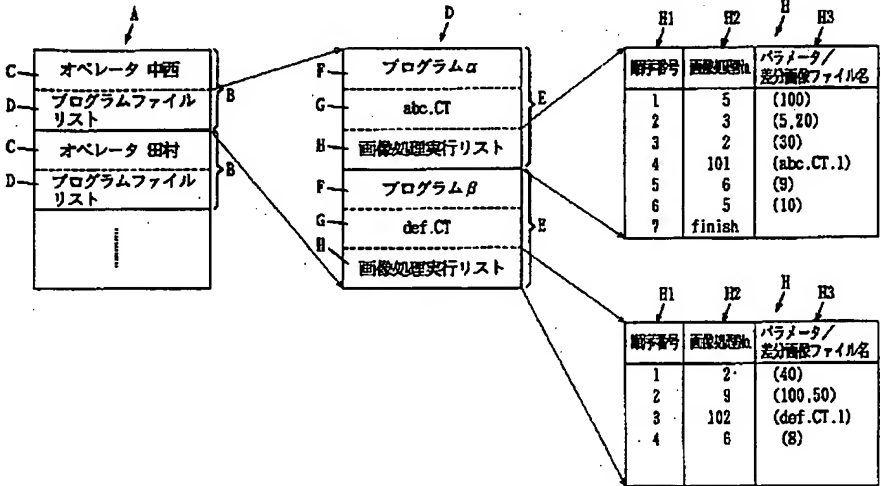 A
C
オペレータ 中西
D
プログラムファイル
リスト
B
C
オペレータ 田村
D
プログラムファイル
リスト
B
D
F
プログラムα
G
abc.CT
H
画像処理実行リスト
E
F
プログラムβ
G
def.CT
H
画像処理実行リスト
E
H
H1 H2 H3
順序番号 画像処理No. パラメータ/
差分画像ファイル名
1 5 (100)
2 3 (5,20)
3 2 (30)
4 101 (abc.CT.1)
5 6 (9)
6 5 (10)
7 finish
H
H1 H2 H3
順序番号 画像処理No. パラメータ/
差分画像ファイル名
1 2 (40)
2 9 (100,50)
3 102 (def.CT.1)
4 6 (8)